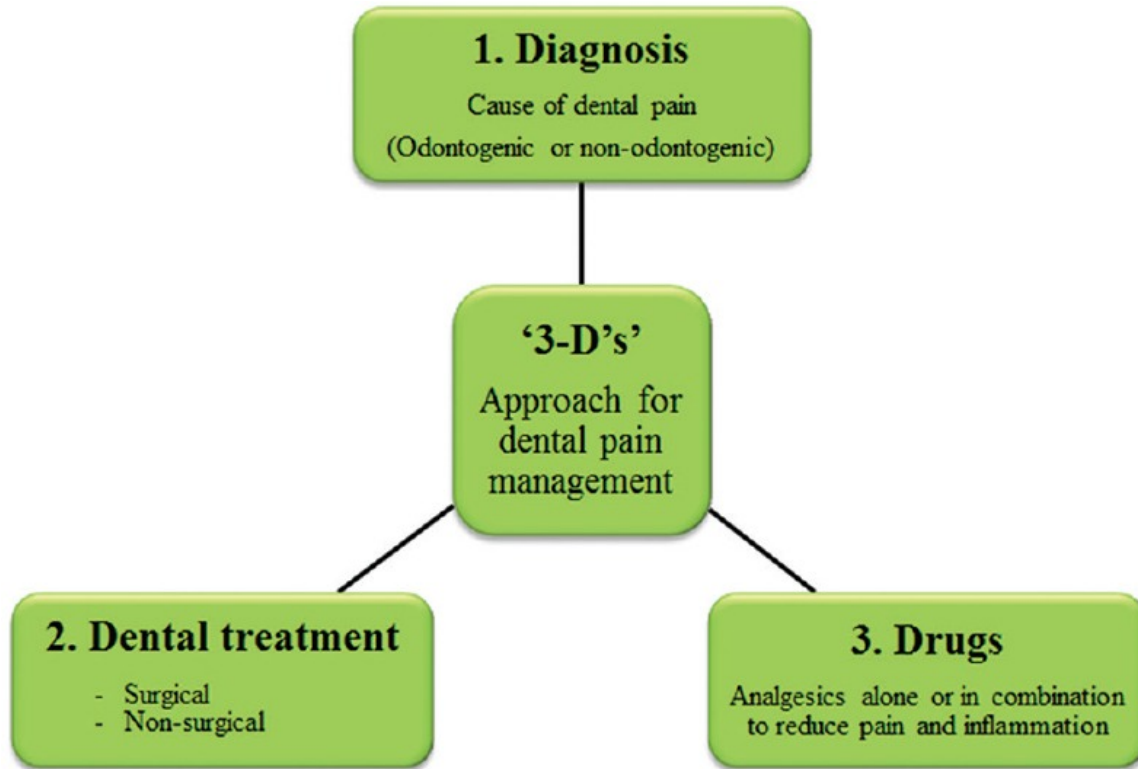 1. Diagnosis
Cause of dental pain
(Odontogenic or non-odontogenic)
‘3-D’s’
Approach for
dental pain
management
2. Dental treatment
- Surgical
- Non-surgical
3. Drugs
Analgesics alone or in combination
to reduce pain and inflammation